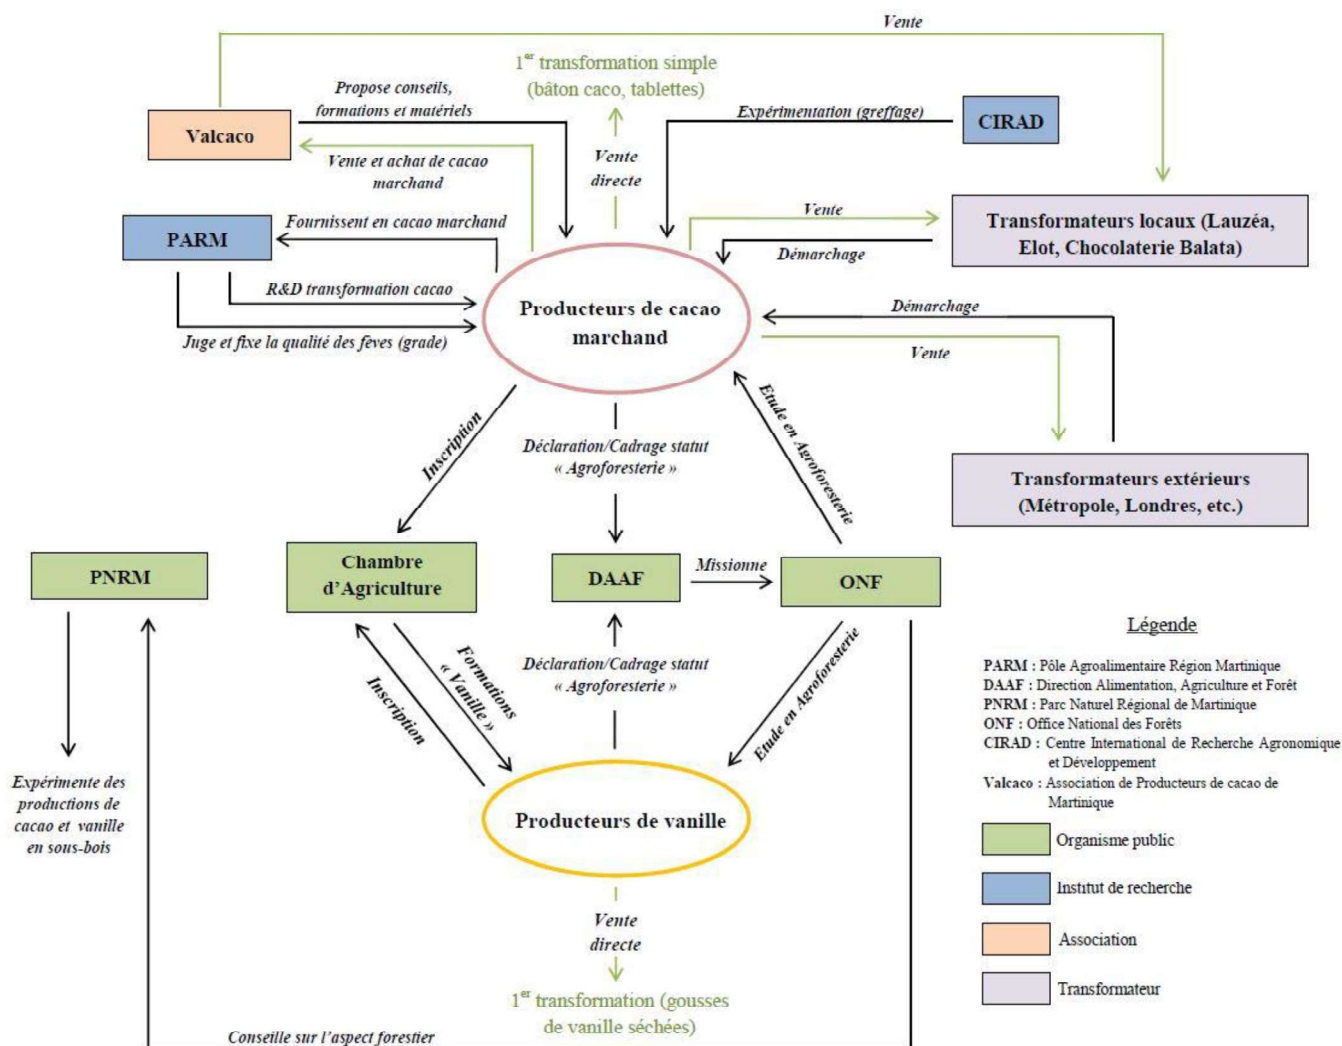 Vente
1er transformation simple
(bâton caco, tablettes)
Propose conseils,
formations et matériels
Expérimentation (greffage)
Valcaco
CIRAD
Vente et achat de cacao
marchand
Vente
directe
Fournissent en cacao marchand
Vente
Transformateurs locaux (Lauzéa,
Elot, Chocolaterie Balata)
PARM
Démarchage
R&D transformation cacao
Producteurs de cacao
marchand
Démarchage
Juge et fixe la qualité des fèves (grade)
Vente
Inscription
Déclaration/Cadrage statut
« Agroforesterie »
Etude en Agroforesterie
Transformateurs extérieurs
(Métropole, Londres, etc.)
PNRM
Chambre
d'Agriculture
DAAF
Missionne
ONF
Légende
Inscription
Formations
« Vanille »
Déclaration/Cadrage statut
« Agroforesterie »
Etude en Agroforesterie
PARM : Pôle Agroalimentaire Région Martinique
DAAF : Direction Alimentation, Agriculture et Forêt
PNRM : Parc Naturel Régional de Martinique
ONF : Office National des Forêts
CIRAD : Centre International de Recherche Agronomique
et Développement
Valcaco : Association de Producteurs de cacao de
Martinique
Expérimente des
productions de
cacao et vanille
en sous-bois
Producteurs de vanille
Organisme public
Institut de recherche
Association
Transformateur
Vente
directe
1er transformation (gousses
de vanille séchées)
Conseille sur l'aspect forestier